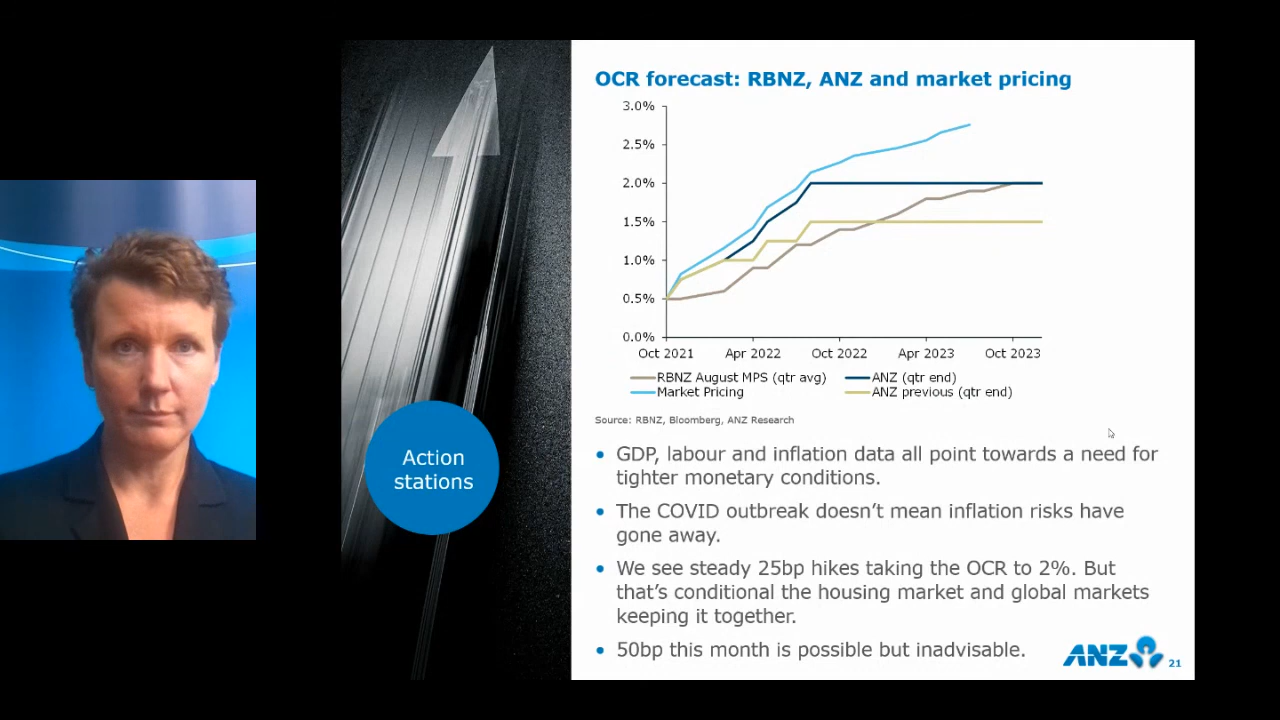 OCR forecast: RBNZ, ANZ and market pricing
3.0%
2.5%
2.0%
1.5%
1.0%
0.5%
0.0%
Oct 2021 Apr 2022 Oct 2022 Apr 2023 Oct 2023
RBNZ August MPS (qtr avg) ANZ (qtr end)
Market Pricing ANZ previous (qtr end)
Source: RBNZ, Bloomberg, ANZ Research
Action
stations
• GDP, labour and inflation data all point towards a need for
tighter monetary conditions.
• The COVID outbreak doesn't mean inflation risks have
gone away.
• We see steady 25bp hikes taking the OCR to 2%. But
that's conditional the housing market and global markets
keeping it together.
• 50bp this month is possible but inadvisable.
ANZ 21